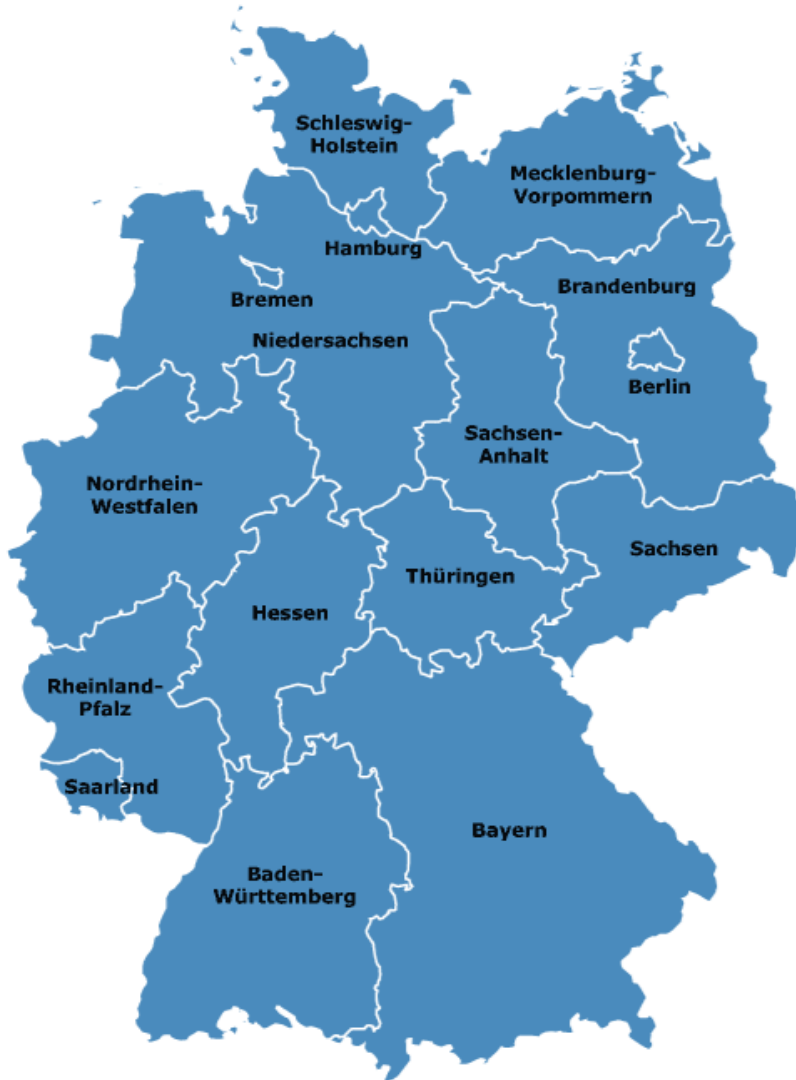 Schleswig-
Holstein
Mecklenburg-
Vorpommern
Hamburg
Brandenburg
Bremen
Niedersachsen
Berlin
Sachsen-
Anhalt
Nordrhein-
Westfalen
Sachsen
Thüringen
Hessen
Rheinland-
Pfalz
Saarland
Bayern
Baden-
Württemberg